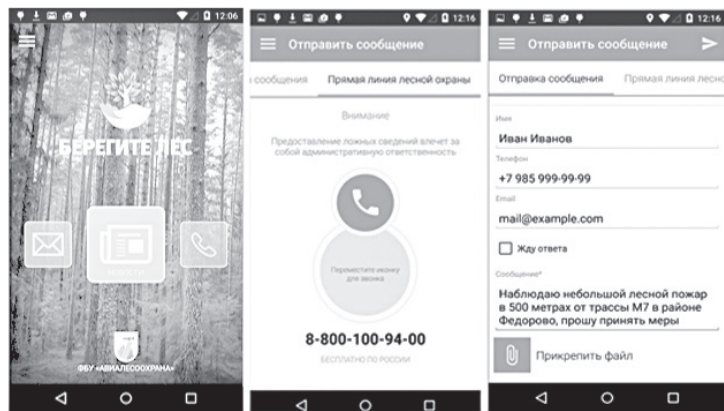 12:06
БЕРЕГИТЕ ЛЕС
НОВОСТИ
ФБУ «АВИАЛЕСООХРАНА»
12:16
Отправить сообщение
сообщения Прямая линия лесной охраны
Внимание
Предоставление ложных сведений влечет за
собой административную ответственность
Переместите иконку
для звонка
8-800-100-94-00
БЕСПЛАТНО ПО РОССИИ
12:16
Отправить сообщение
Отправка сообщения Прямая линия лесн
Имя
Иван Иванов
Телефон
+7 985 999-99-99
Email
mail@example.com
Жду ответа
Сообщение*
Наблюдаю небольшой лесной пожар
в 500 метрах от трассы М7 в районе
Федорово, прошу принять меры
Прикрепить файл